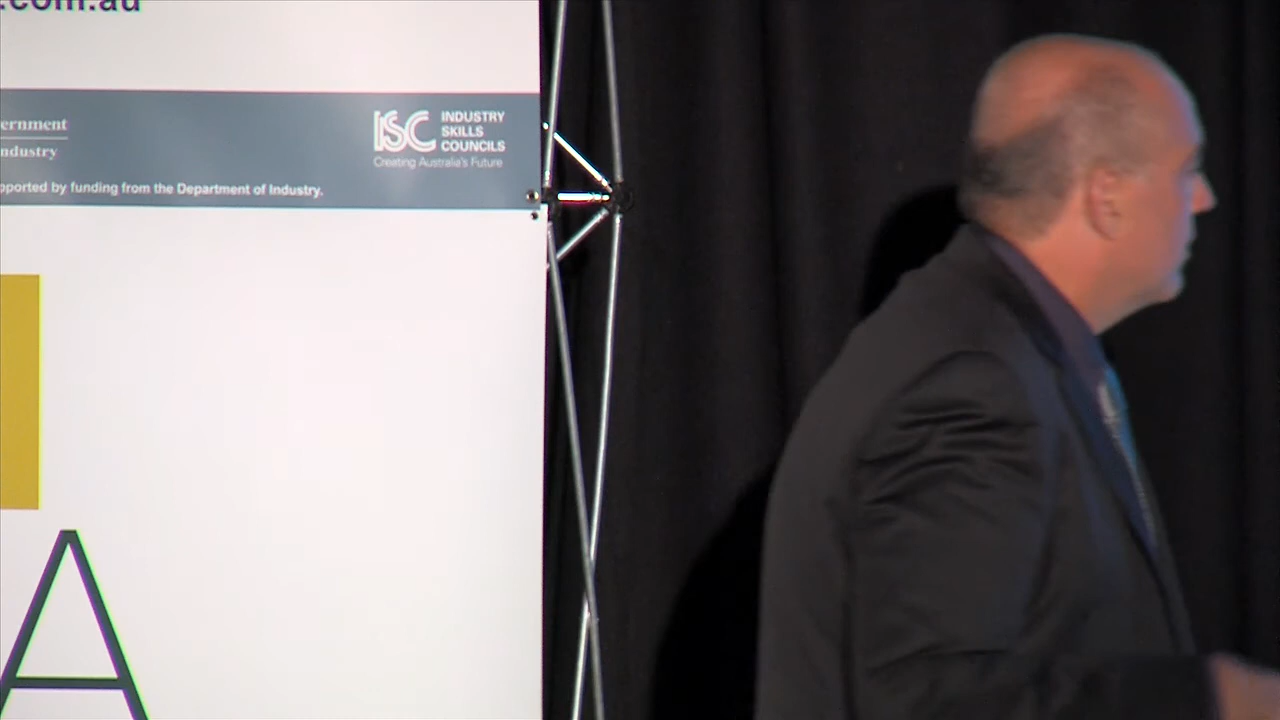 .com.au
ernment
ndustry
ISC INDUSTRY
SKILLS
COUNCILS
Creating Australia's Future
pported by funding from the Department of Industry.
A